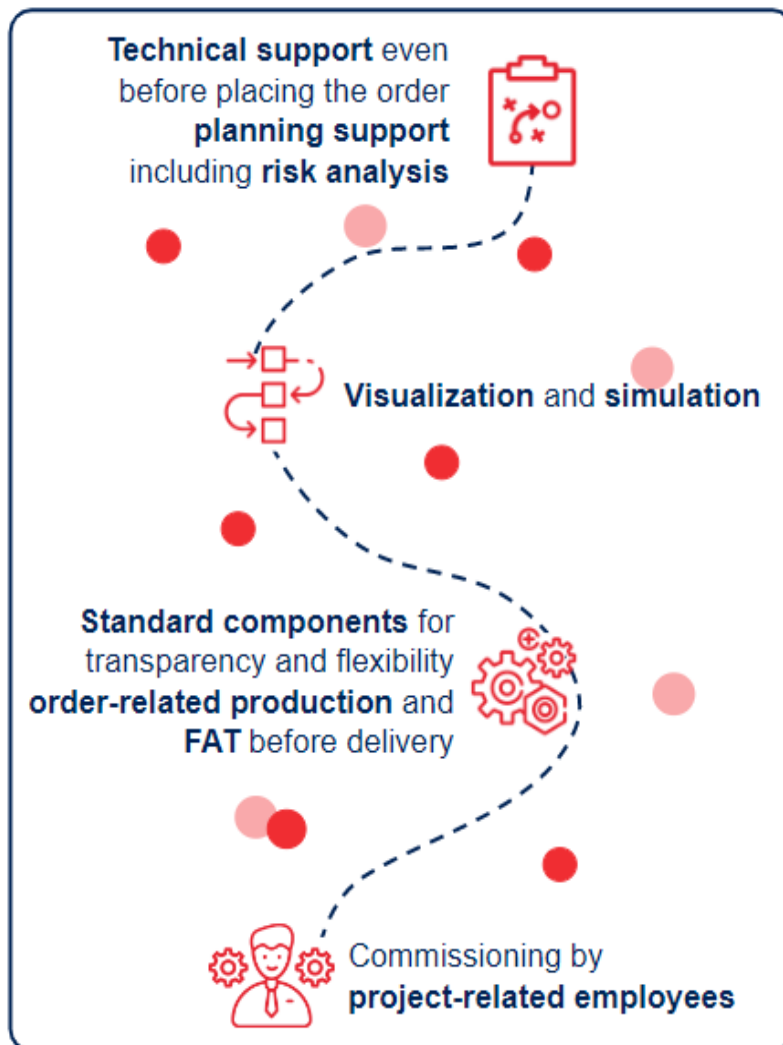 Technical support even
before placing the order
planning support
including risk analysis
Visualization and simulation
Standard components for
transparency and flexibility
order-related production and
FAT before delivery
Commissioning by
project-related employees